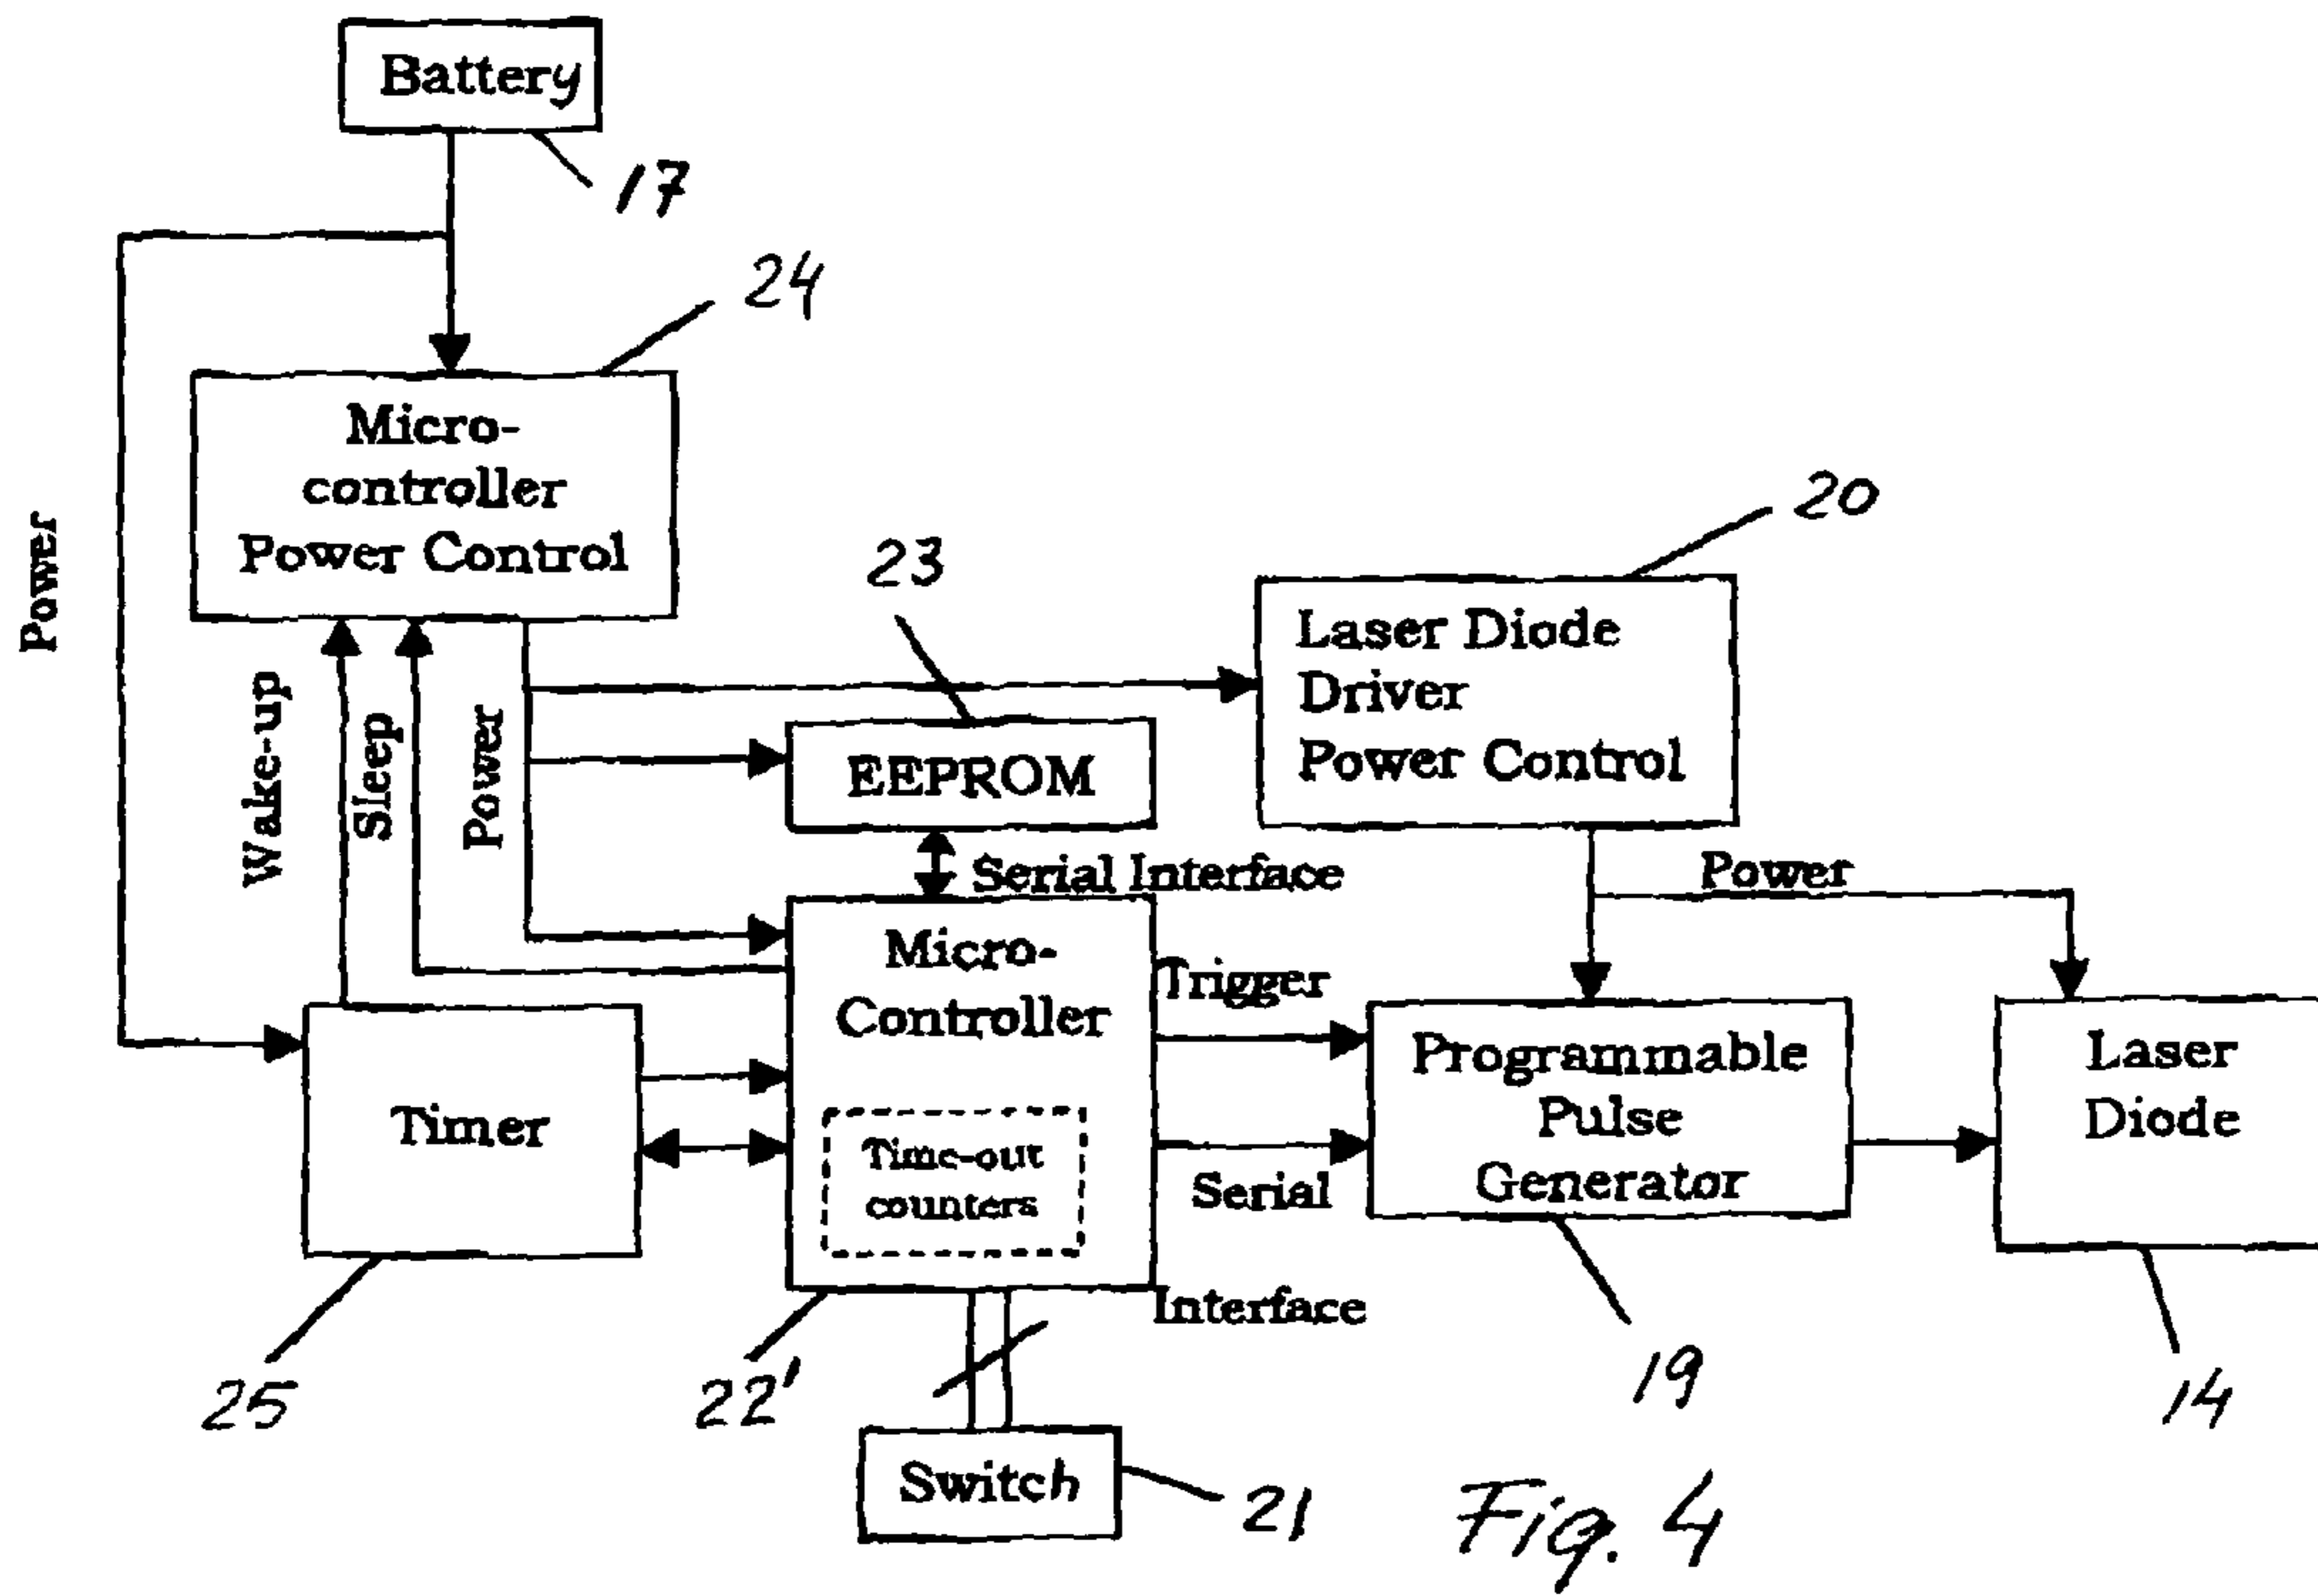 Battery
17
24
Micro-
controller
Power Control
Power
20
23
Laser Diode
Driver
Power Control
Wake-up
Sleep
Power
EEPROM
Serial Interface
Power
Micro-
Controller
Trigger
Programmable
Pulse
Generator
Laser
Diode
Timer
Time-out
counters
Serial
Interface
25
22'
19
14
Switch
21
Fig. 4